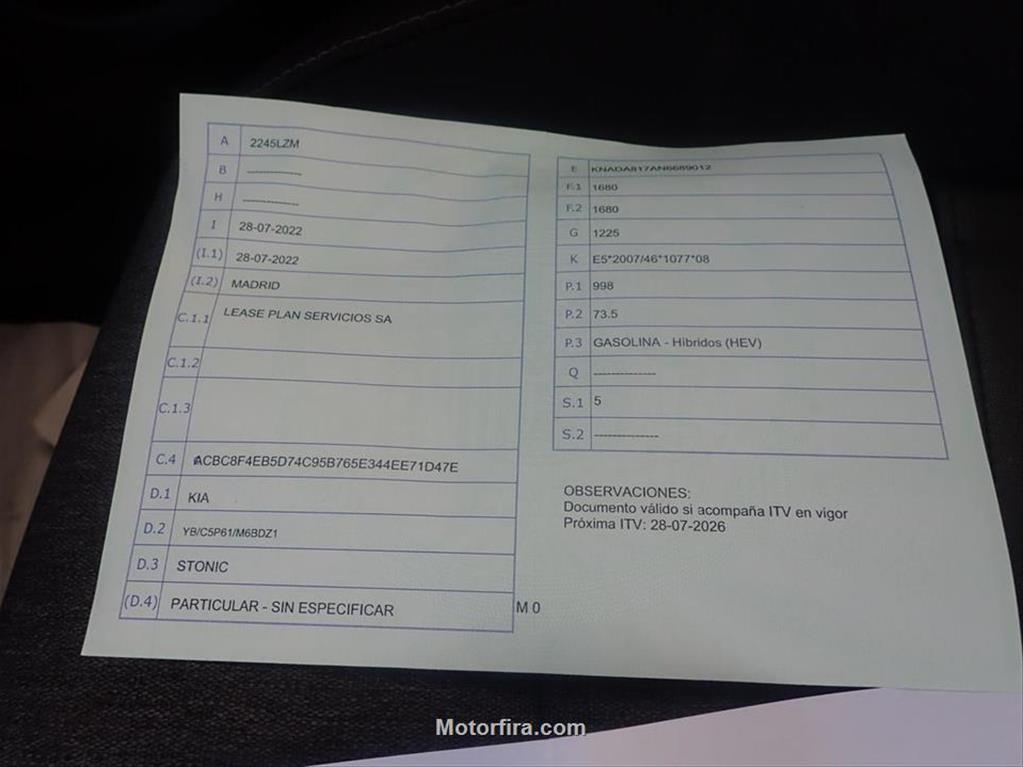 A 2245LZM
B --------------
H --------------
I 28-07-2022
(I.1) 28-07-2022
(I.2) MADRID
C.1.1 LEASE PLAN SERVICIOS SA
C.1.2
C.1.3
C.4 ACBC8F4EB5D74C95B765E344EE71D47E
D.1 KIA
D.2 YB/C5P61/M6BDZ1
D.3 STONIC
(D.4) PARTICULAR - SIN ESPECIFICAR
M 0
E KNADA817AN6689012
F.1 1680
F.2 1680
G 1225
K E5*2007/46*1077*08
P.1 998
P.2 73.5
P.3 GASOLINA - Híbridos (HEV)
Q --------------
S.1 5
S.2 --------------
OBSERVACIONES:
Documento válido si acompaña ITV en vigor
Próxima ITV: 28-07-2026
Motorfira.com